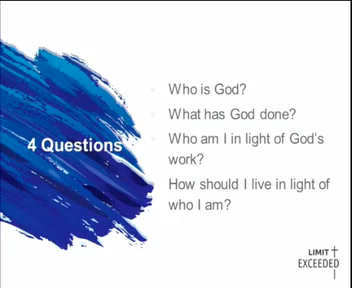 4 Questions
Who is God?
What has God done?
Who am I in light of God's
work?
How should I live in light of
who I am?
LIMIT
EXCEEDED